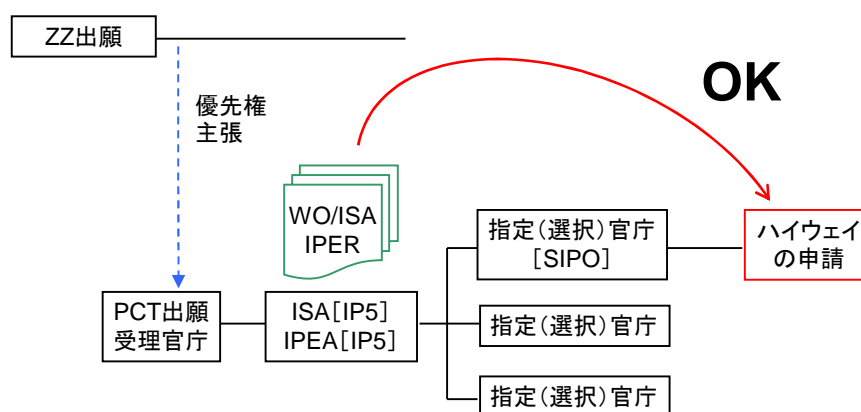 ZZ出願
OK
優先権
主張
WO/ISA
IPER
指定(選択)官庁
[SIPO]
ハイウェイ
の申請
PCT出願
受理官庁
ISA[IP5]
IPEA[IP5]
指定(選択)官庁
指定(選択)官庁